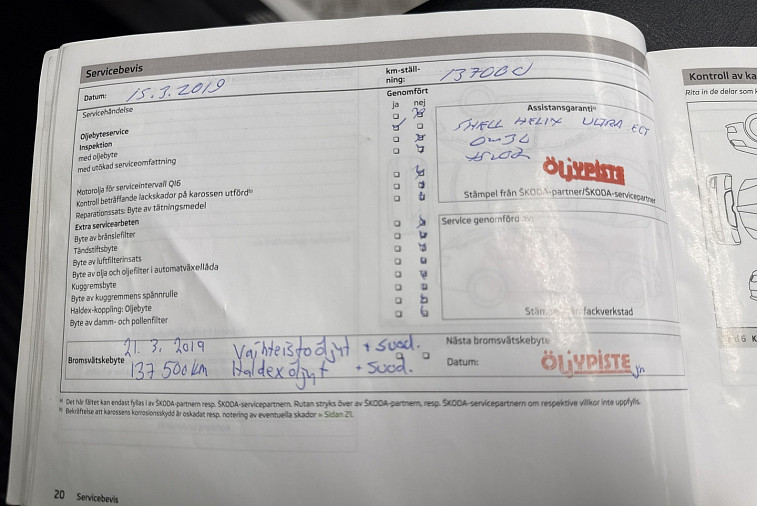 Servicebevis
Datum: 15.3.2019
km-ställ-
ning: 137000
Servicehändelse
Genomfört
ja nej
Oljebyteservice
Inspektion
med oljebyte
med utökad serviceomfattning
Motorolja för serviceintervall QI6
Kontroll beträffande lackskador på karossen utförd b)
Reparationssats: Byte av tätningsmedel
Extra servicearbeten
Byte av bränslefilter
Tändstiftsbyte
Byte av luftfilterinsats
Byte av olja och oljefilter i automatväxellåda
Kuggremsbyte
Byte av kuggremmens spännrulle
Haldex-koppling: Oljebyte
Byte av damm- och pollenfilter
Assistansgaranti a)
SHELL HELIX ULTRA ECT
0W30
ÖLJYPISTE
Stämpel från ŠKODA-partner/ŠKODA-servicepartner
Service genomförd av:
fackverkstad
Bromsvätskebyte
21.3.2019 Vaihteistoöljyt + suod.
137 500 km Haldex öljyt + suod.
Nästa bromsvätskebyte
Datum:
ÖLJYPISTE
a) Det här fältet kan endast fyllas i av ŠKODA-partnern, resp. ŠKODA-servicepartnern. Rutan stryks över av ŠKODA-partnern, resp. ŠKODA-servicepartnern om respektive villkor inte uppfylls.
b) Bekräftelse att karossens korrosionsskydd är oskadat resp. notering av eventuella skador » Sidan 21.
20 Servicebevis
Kontroll av ka
Rita in de delar som k